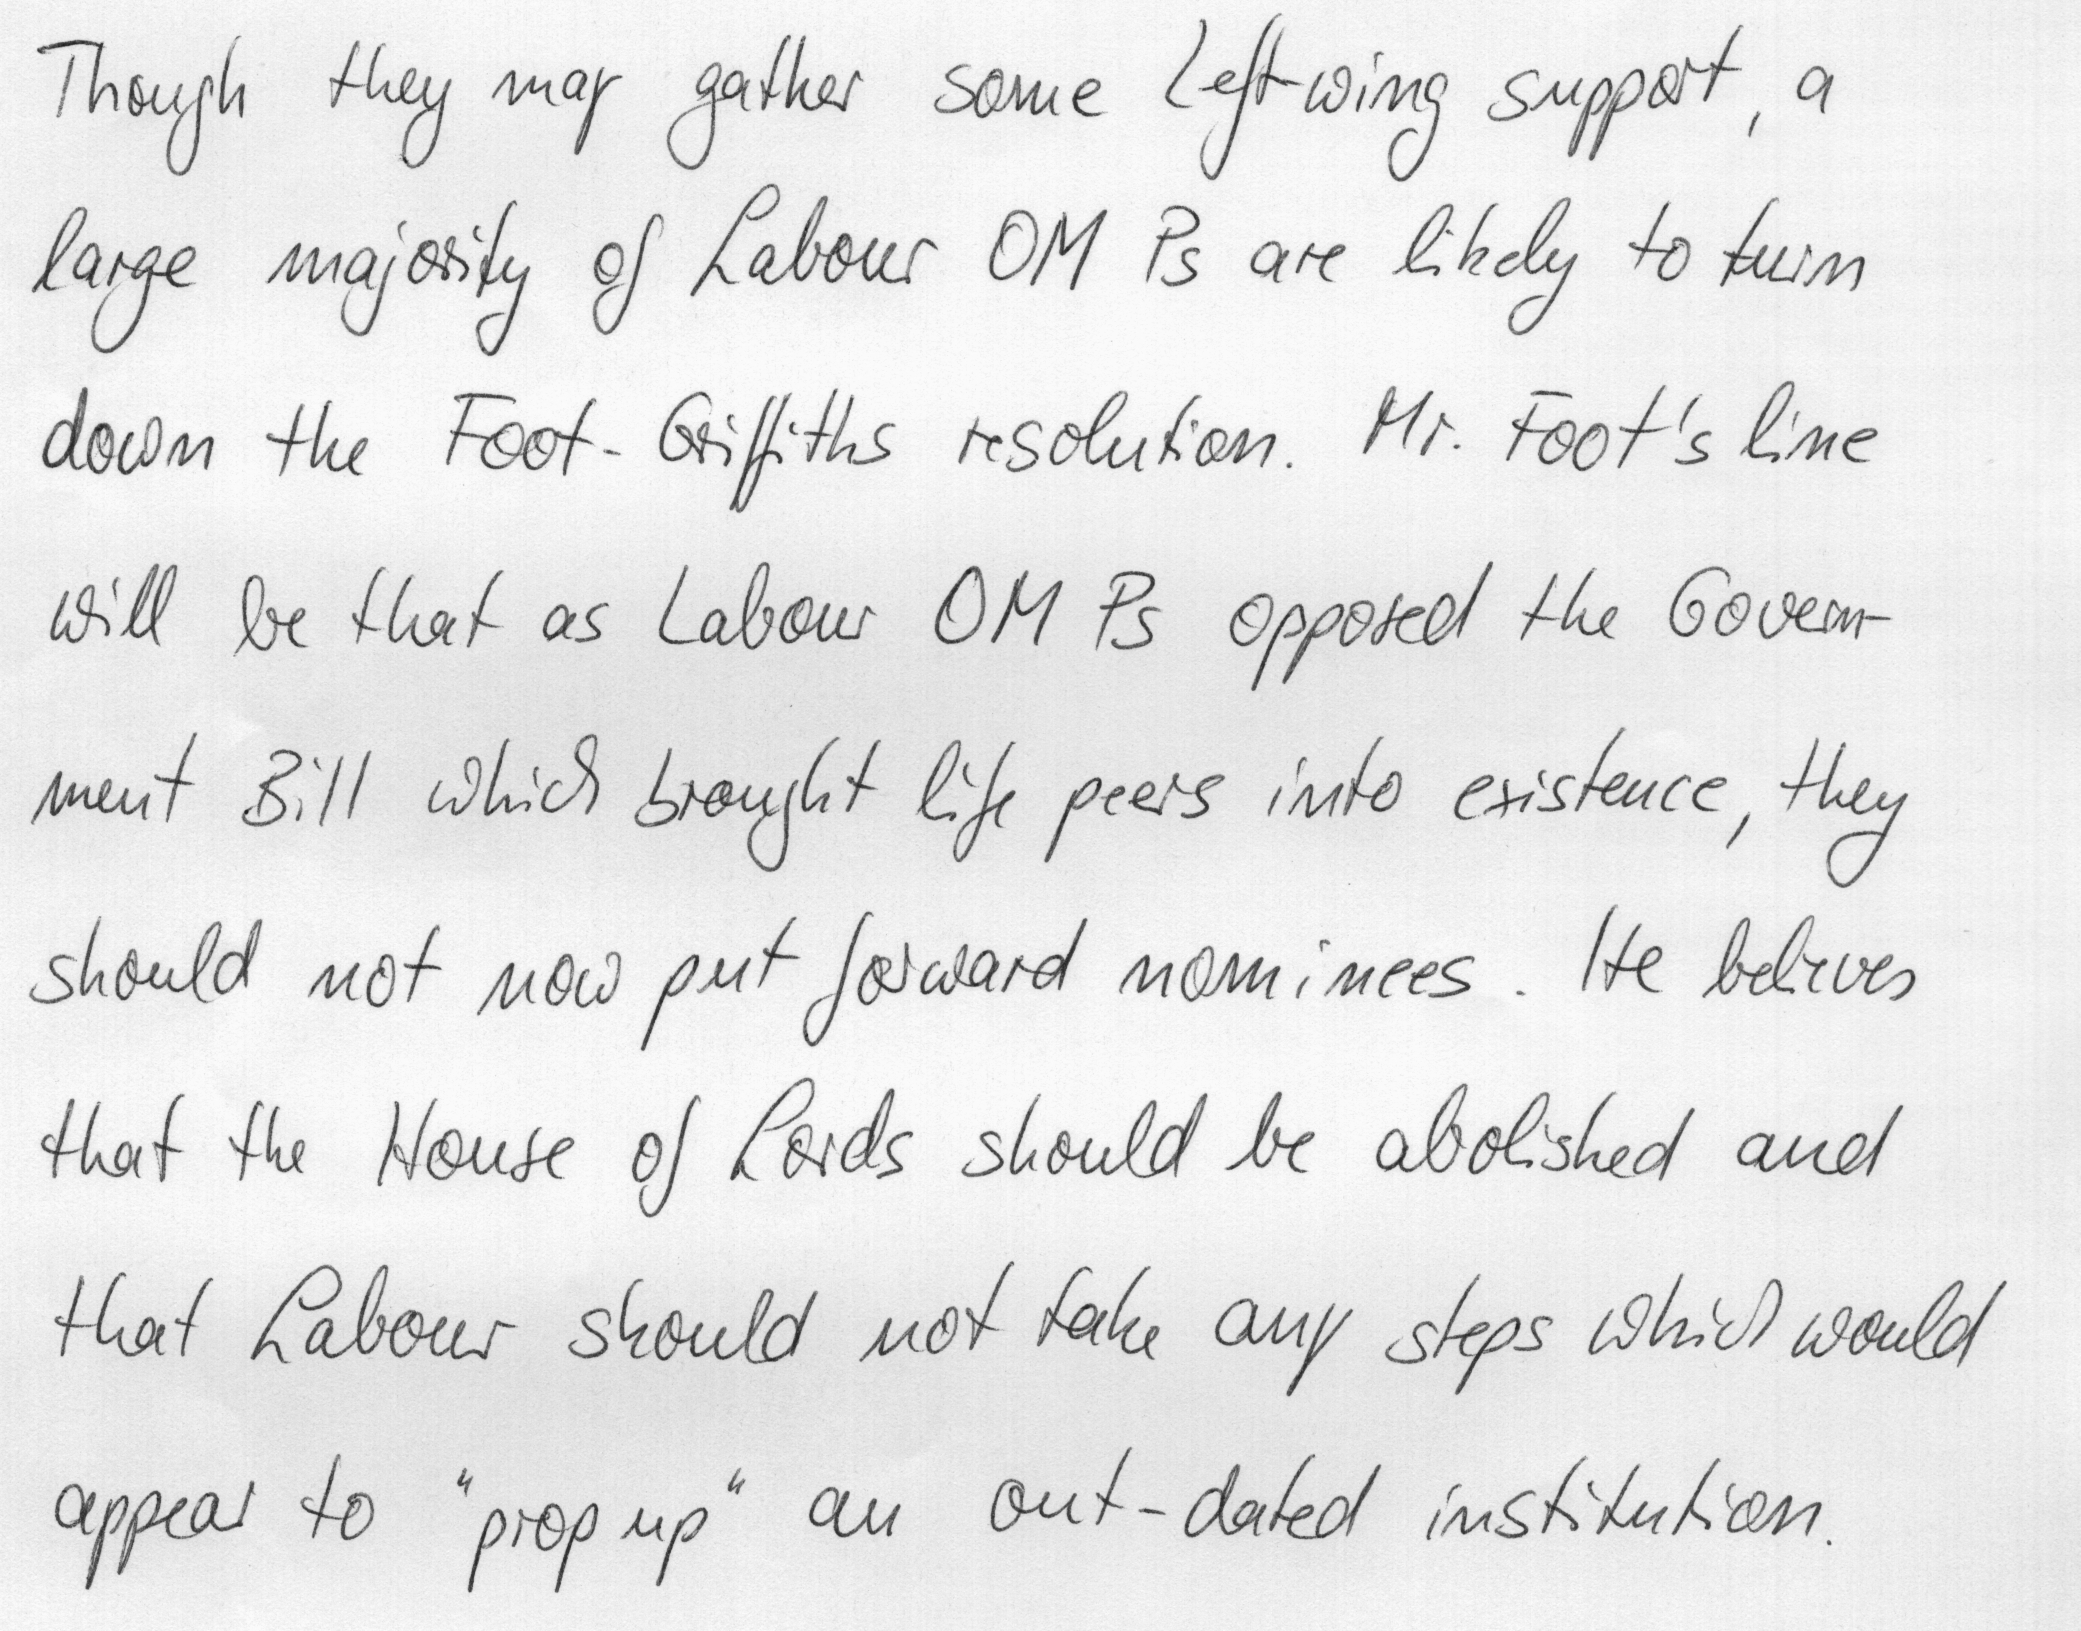 Though they may gather some Left-wing support, a
large majority of Labour OM Ps are likely to turn
down the Foot-Griffiths resolution. Mr. Foot's line
will be that as Labour OM Ps opposed the Govern-
ment Bill which brought life peers into existence, they
should not now put forward nominees. He believes
that the House of Lords should be abolished and
that Labour should not take any steps which would
appear to "prop up" an out-dated institution.